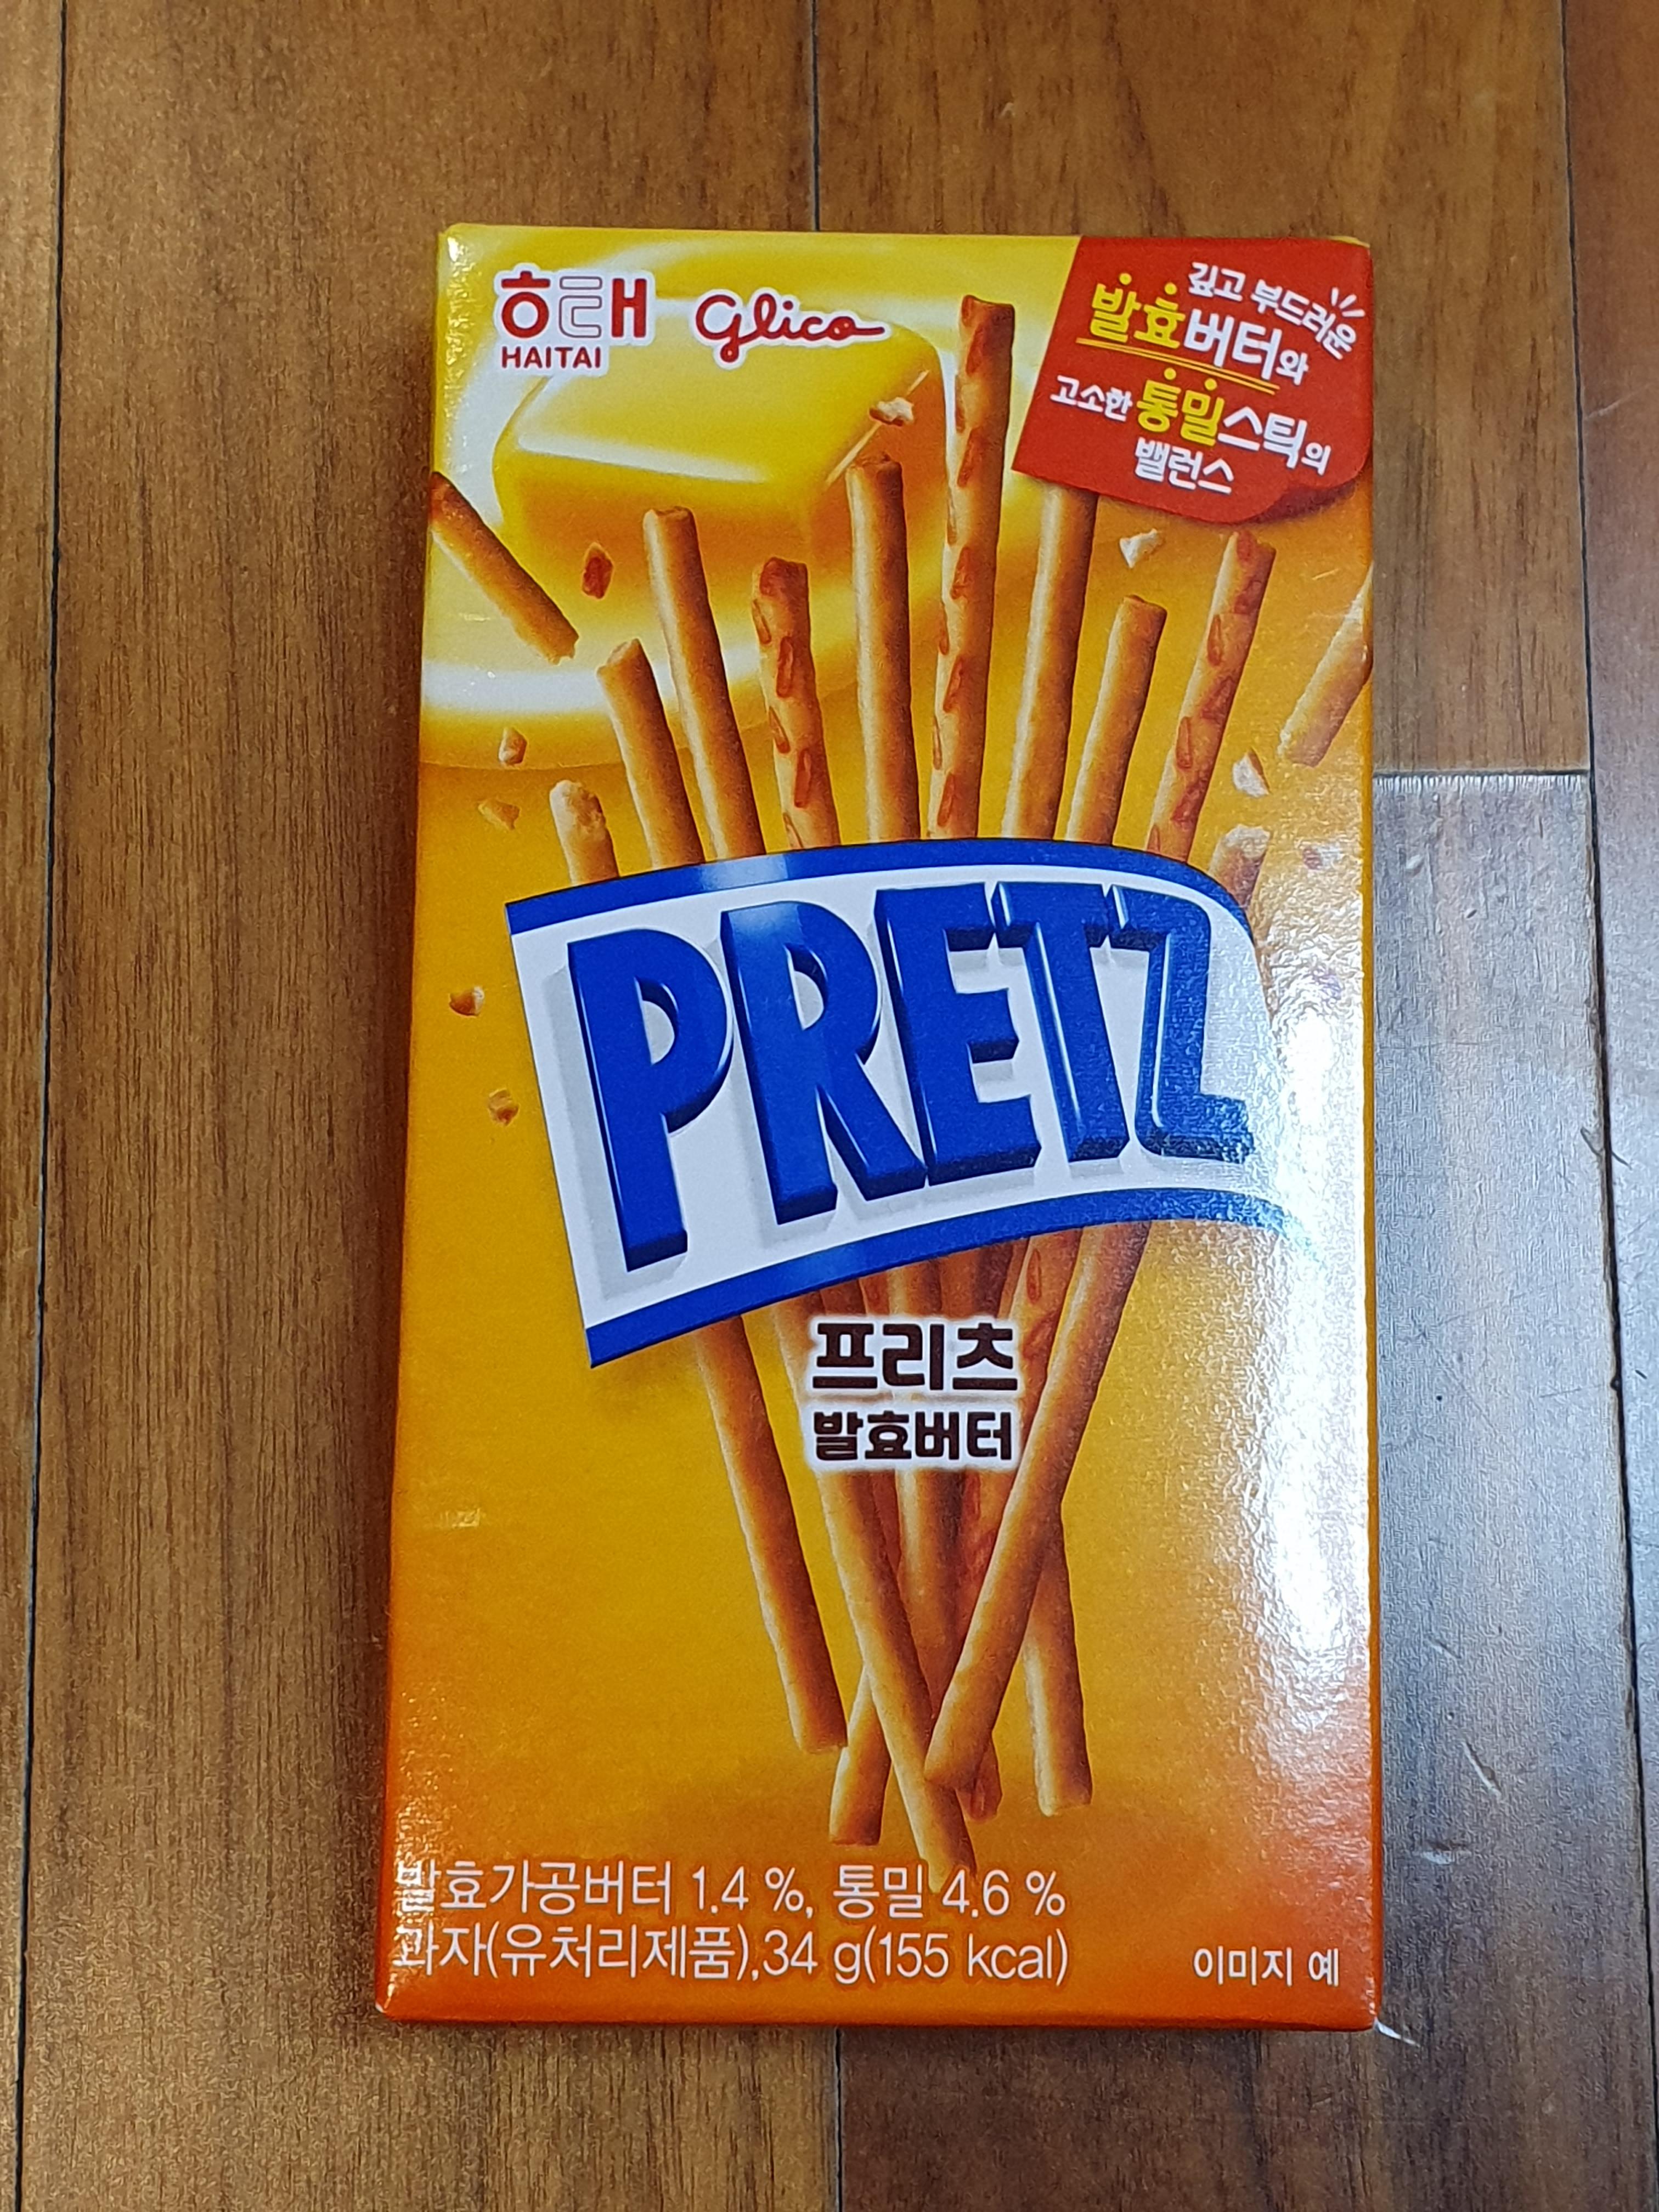 해태
HAITAI
Glico
깊고 부드러운
발효버터와
고소한 통밀스틱의
밸런스
PRETZ
프리츠
발효버터
발효가공버터 1.4 %, 통밀 4.6 %
과자(유처리제품),34 g(155 kcal)
이미지 예